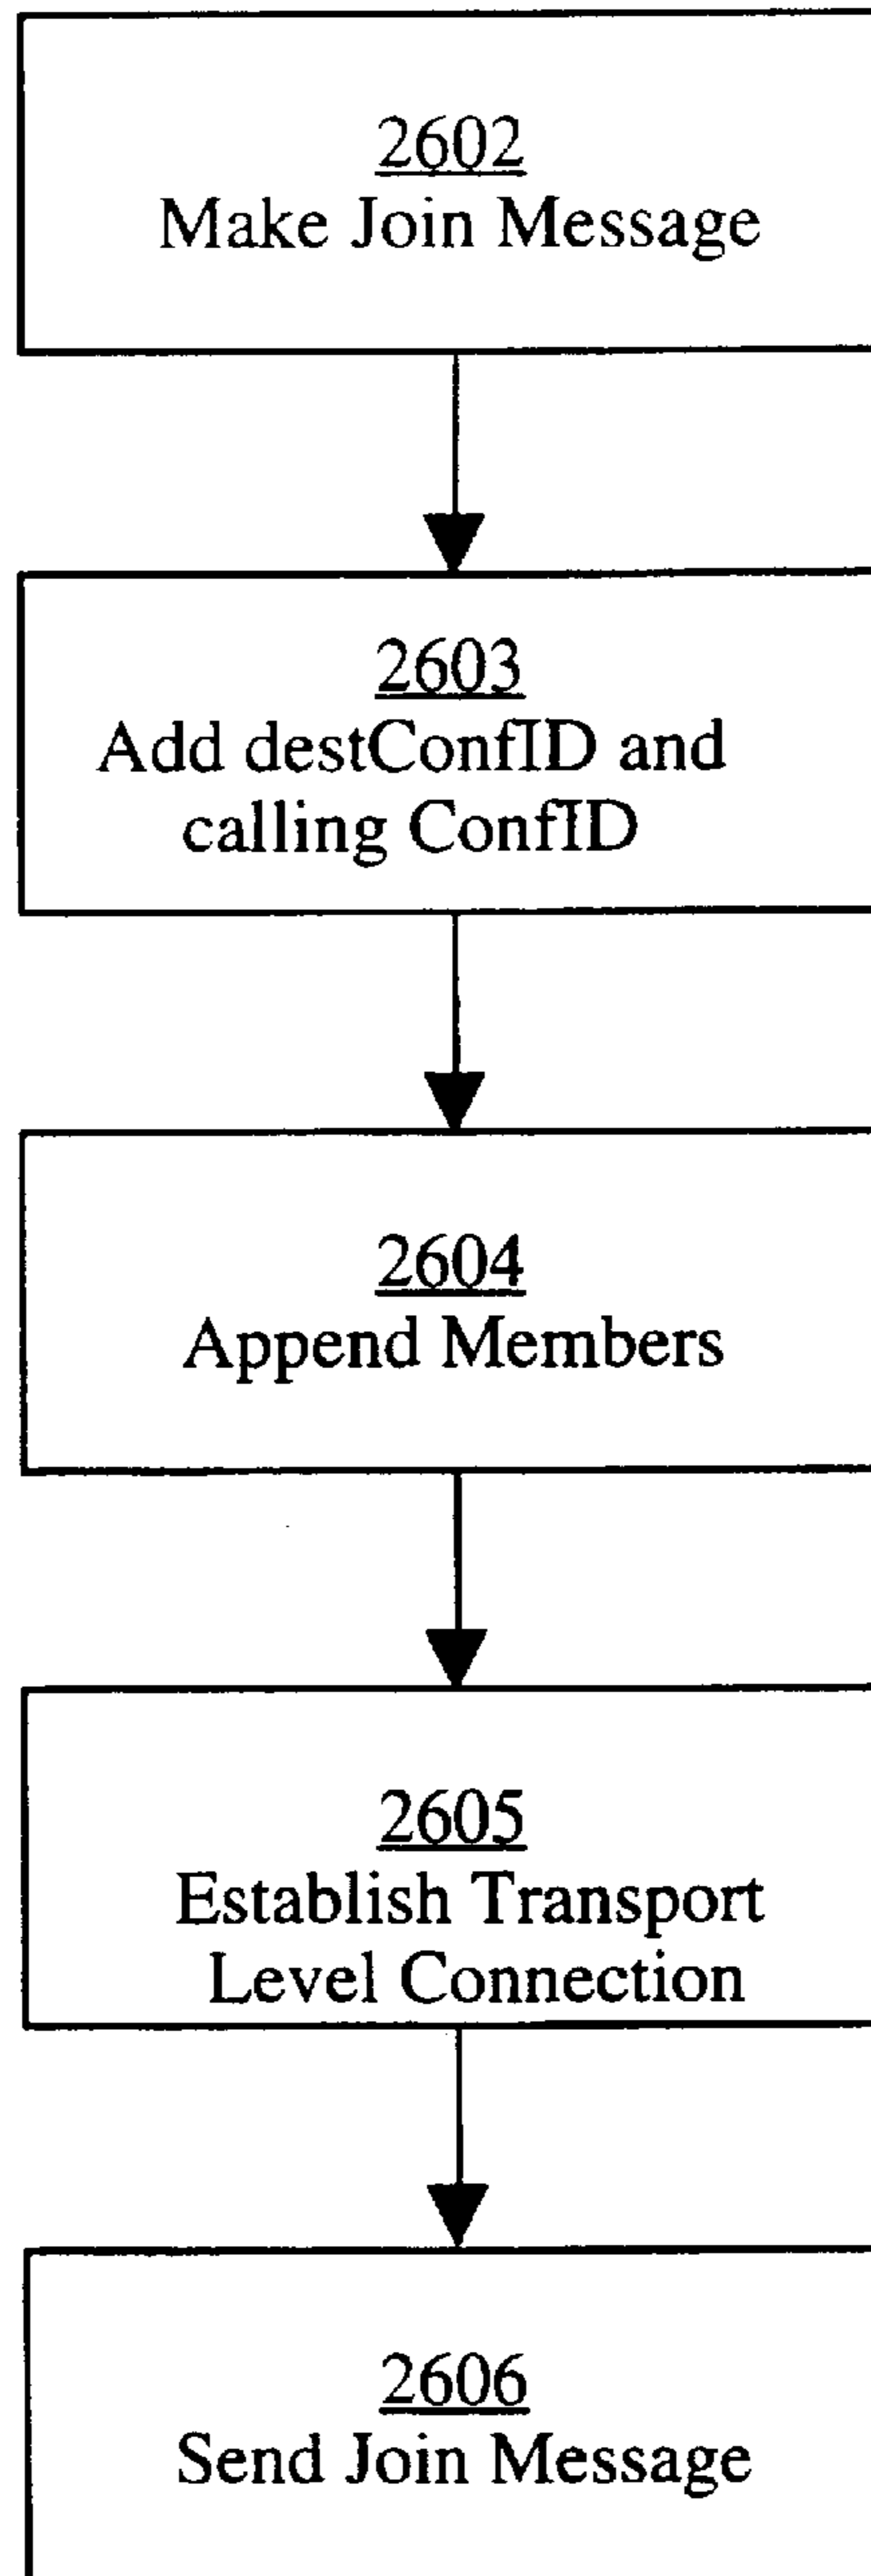 2602
Make Join Message
2603
Add destConfID and
calling ConfID
2604
Append Members
2605
Establish Transport
Level Connection
2606
Send Join Message